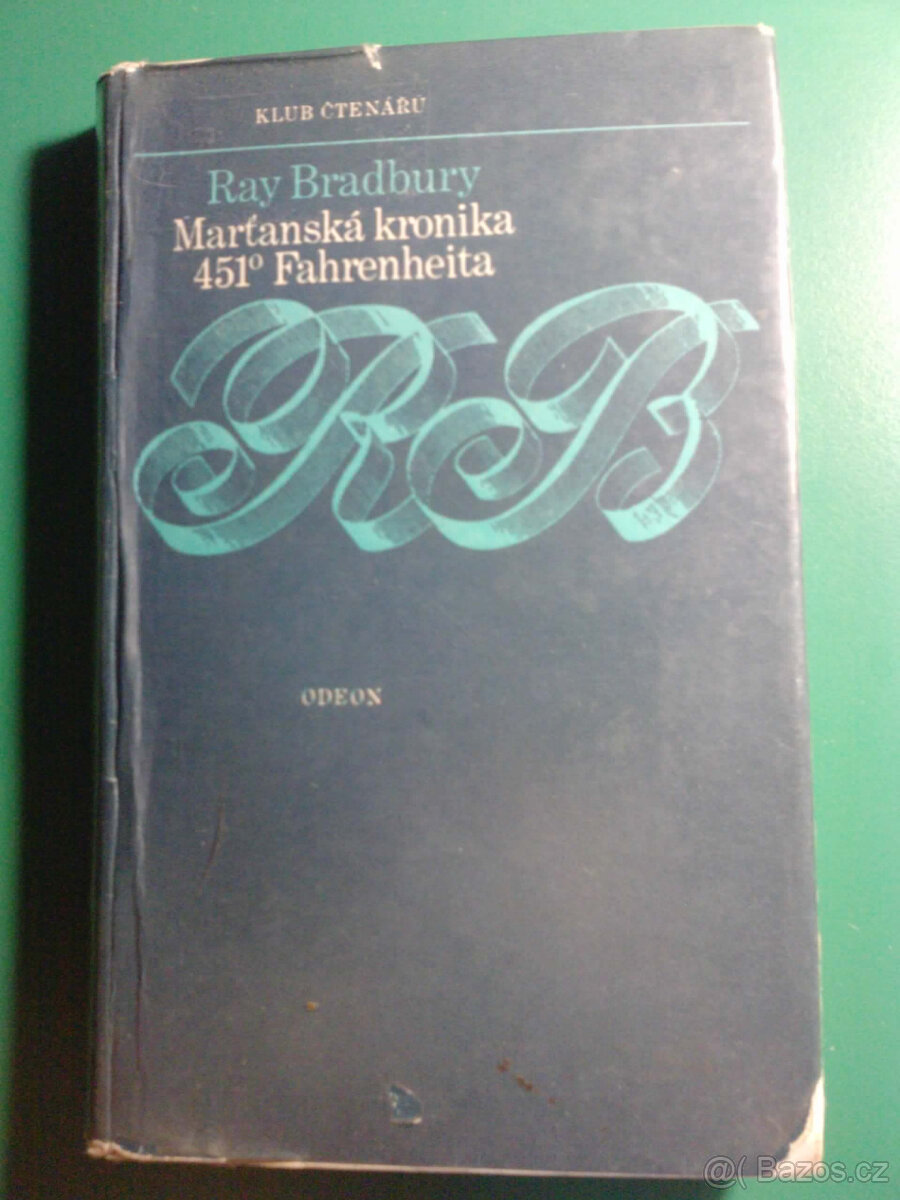 KLUB ČTENÁŘŮ
Ray Bradbury
Marťanská kronika
451° Fahrenheita
RB
ODEON
@( Bazos.cz